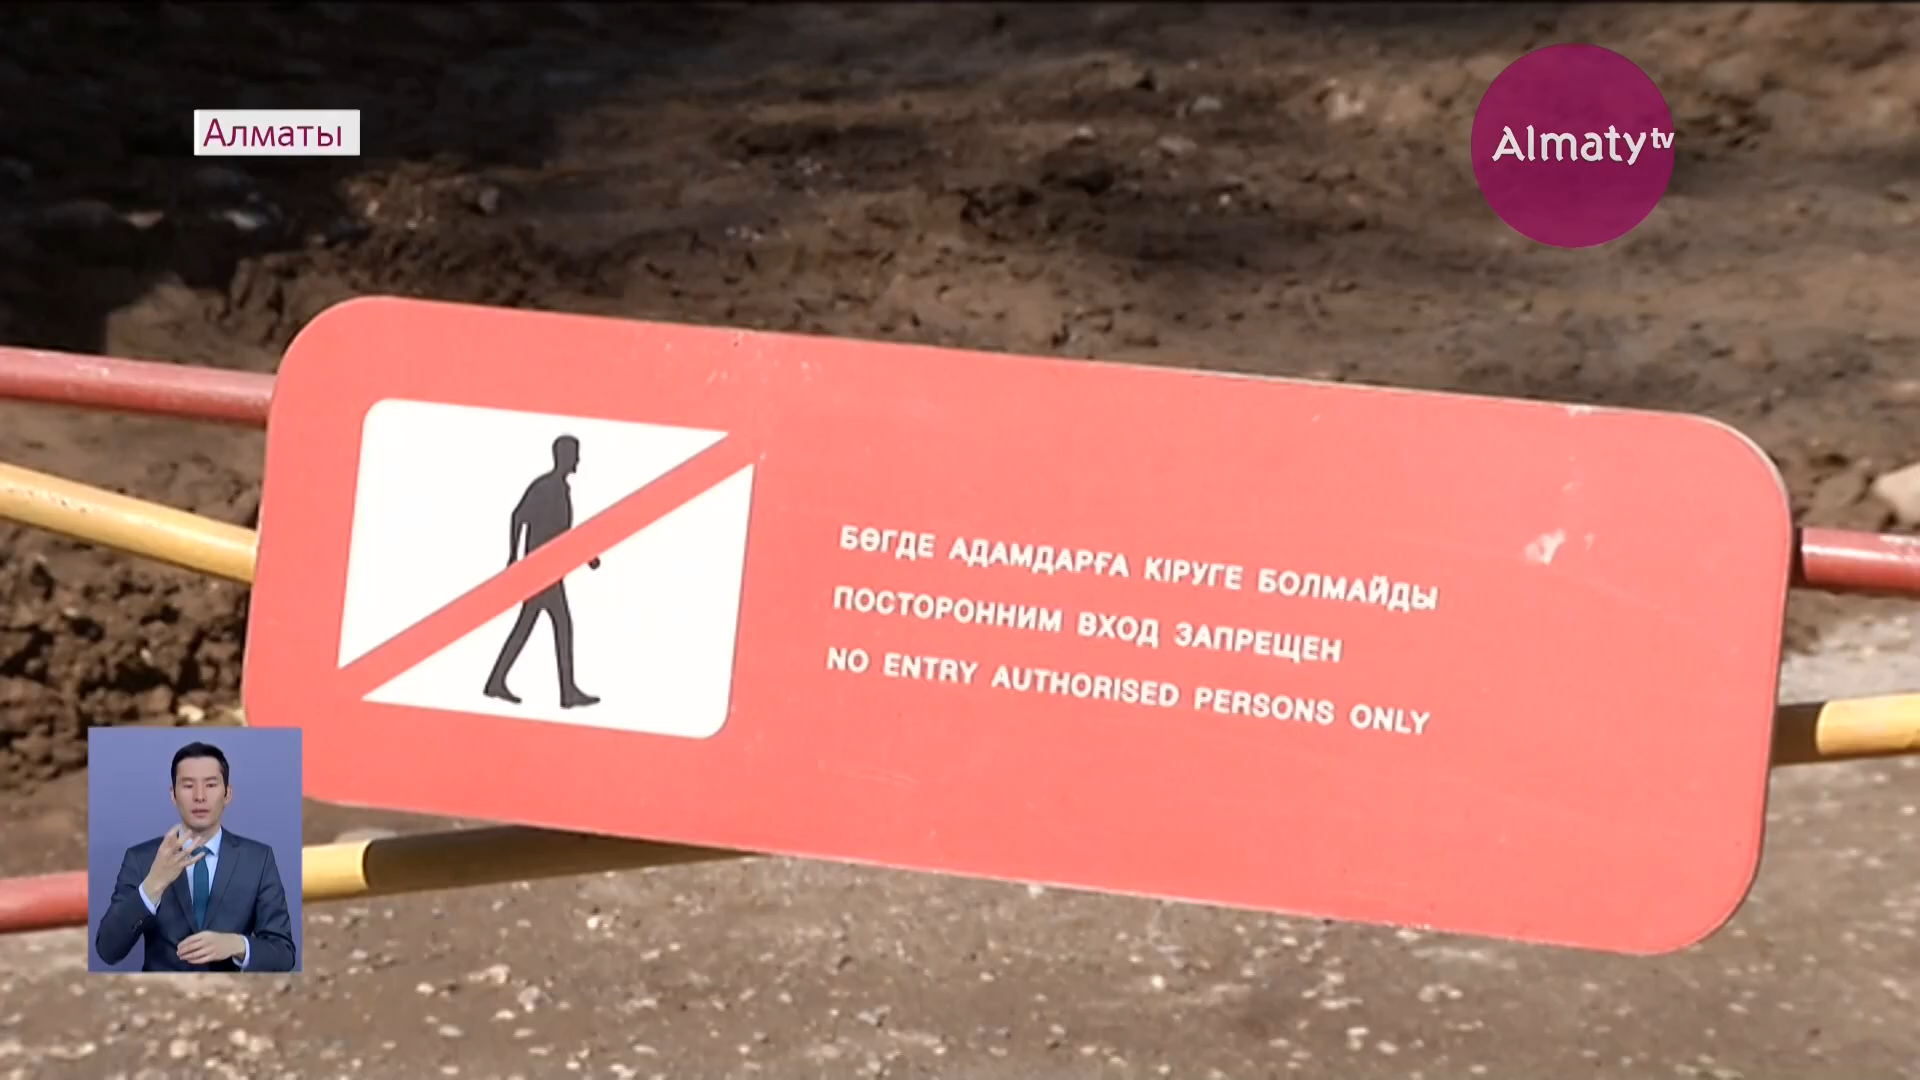 Алматы
Almaty tv
БӨГДЕ АДАМДАРҒА КІРУГЕ БОЛМАЙДЫ
ПОСТОРОННИМ ВХОД ЗАПРЕЩЕН
NO ENTRY AUTHORISED PERSONS ONLY